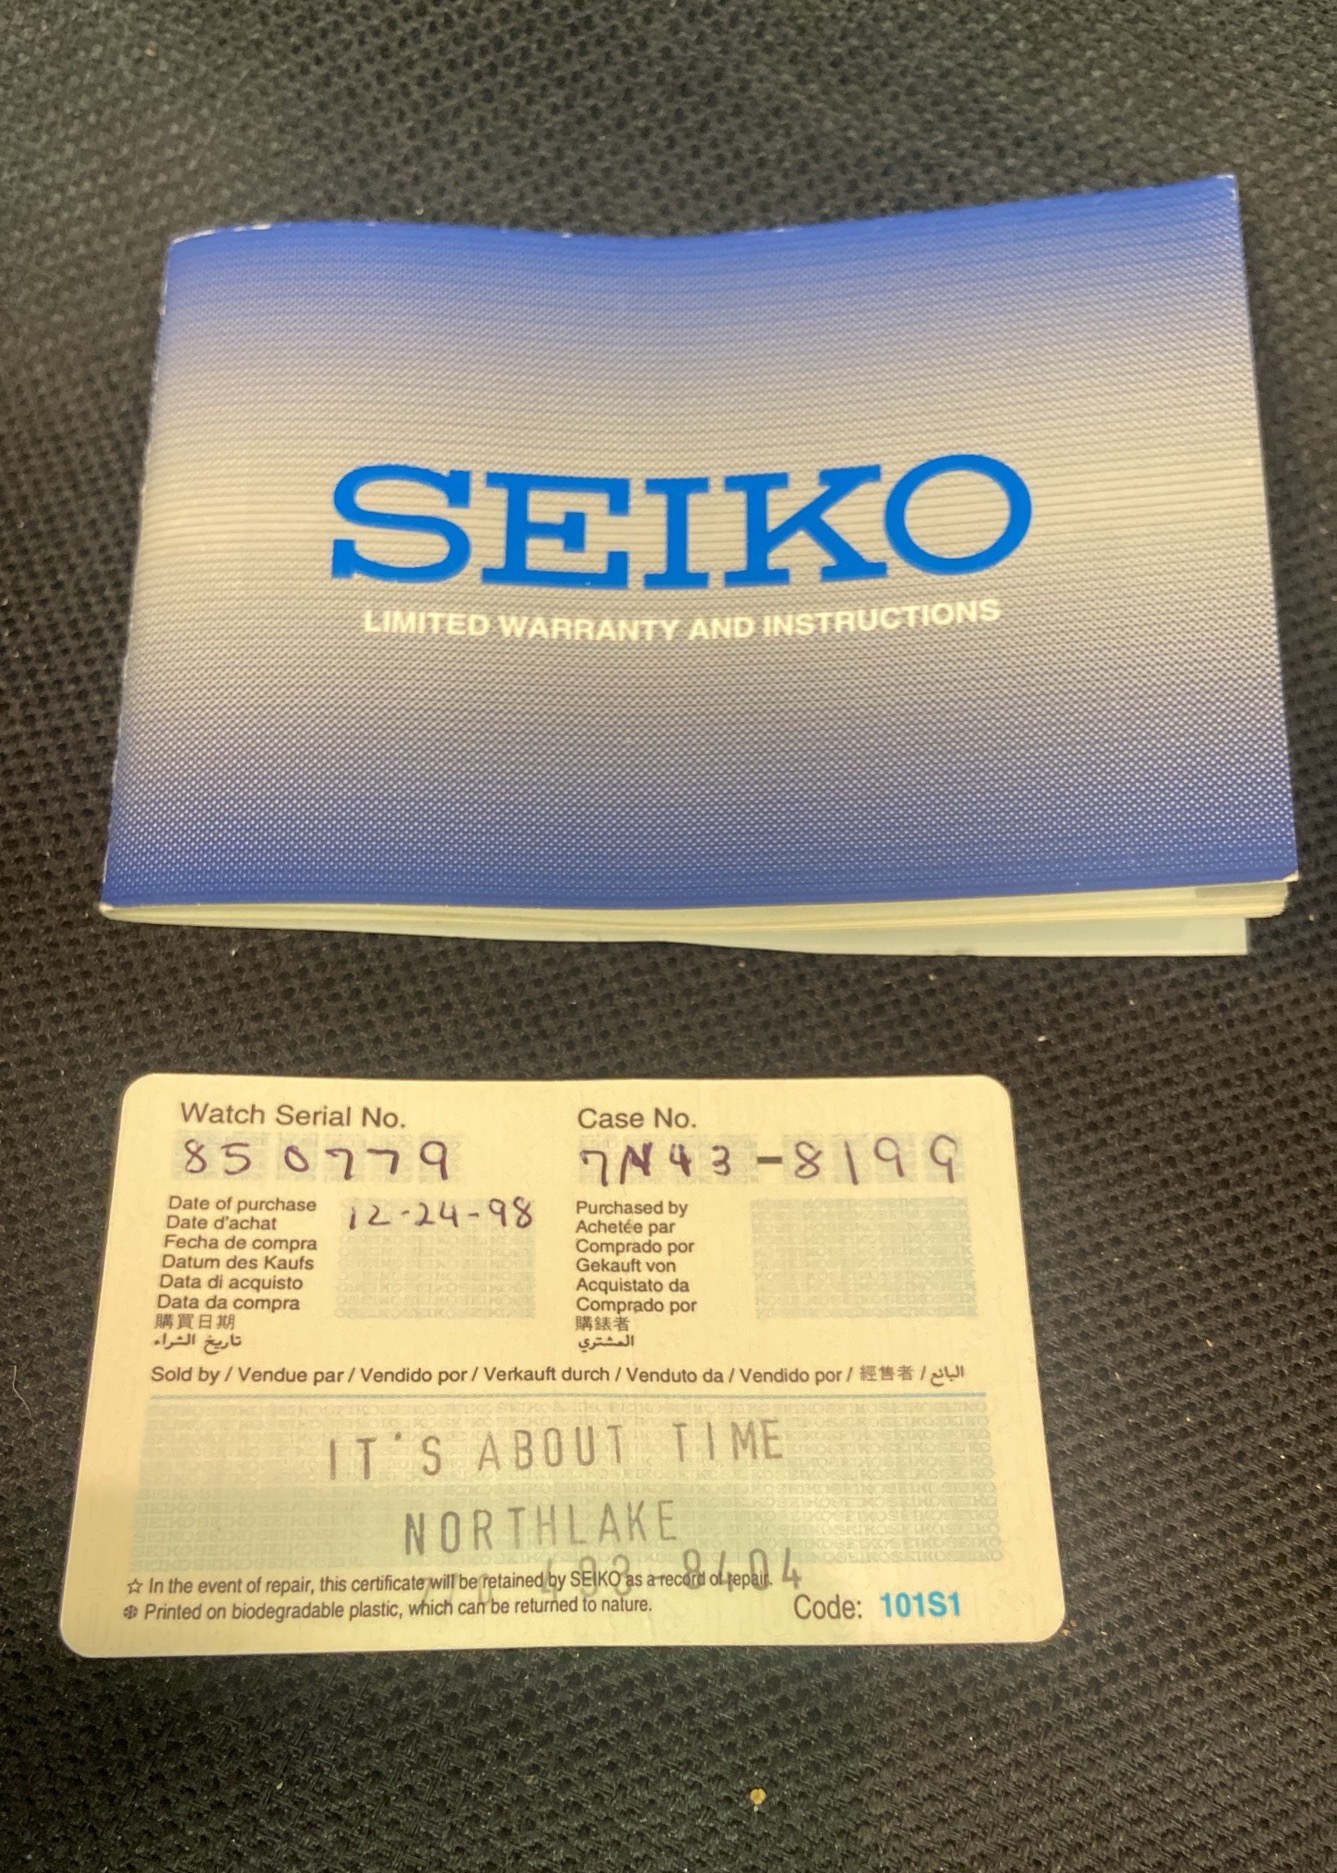 SEIKO
LIMITED WARRANTY AND INSTRUCTIONS
Watch Serial No.
850779
Case No.
7N43-8199
Date of purchase 12-24-98
Date d'achat
Fecha de compra
Datum des Kaufs
Data di acquisto
Data da compra
購買日期
تاريخ الشراء
Purchased by
Achetée par
Comprado por
Gekauft von
Acquistato da
Comprado por
購錶者
المشتري
Sold by / Vendue par / Vendido por / Verkauft durch / Venduto da / Vendido por / 經售者 / البائع
IT'S ABOUT TIME
NORTHLAKE
8404
☆ In the event of repair, this certificate will be retained by SEIKO as a record of repair.
❄ Printed on biodegradable plastic, which can be returned to nature.
Code: 101S1